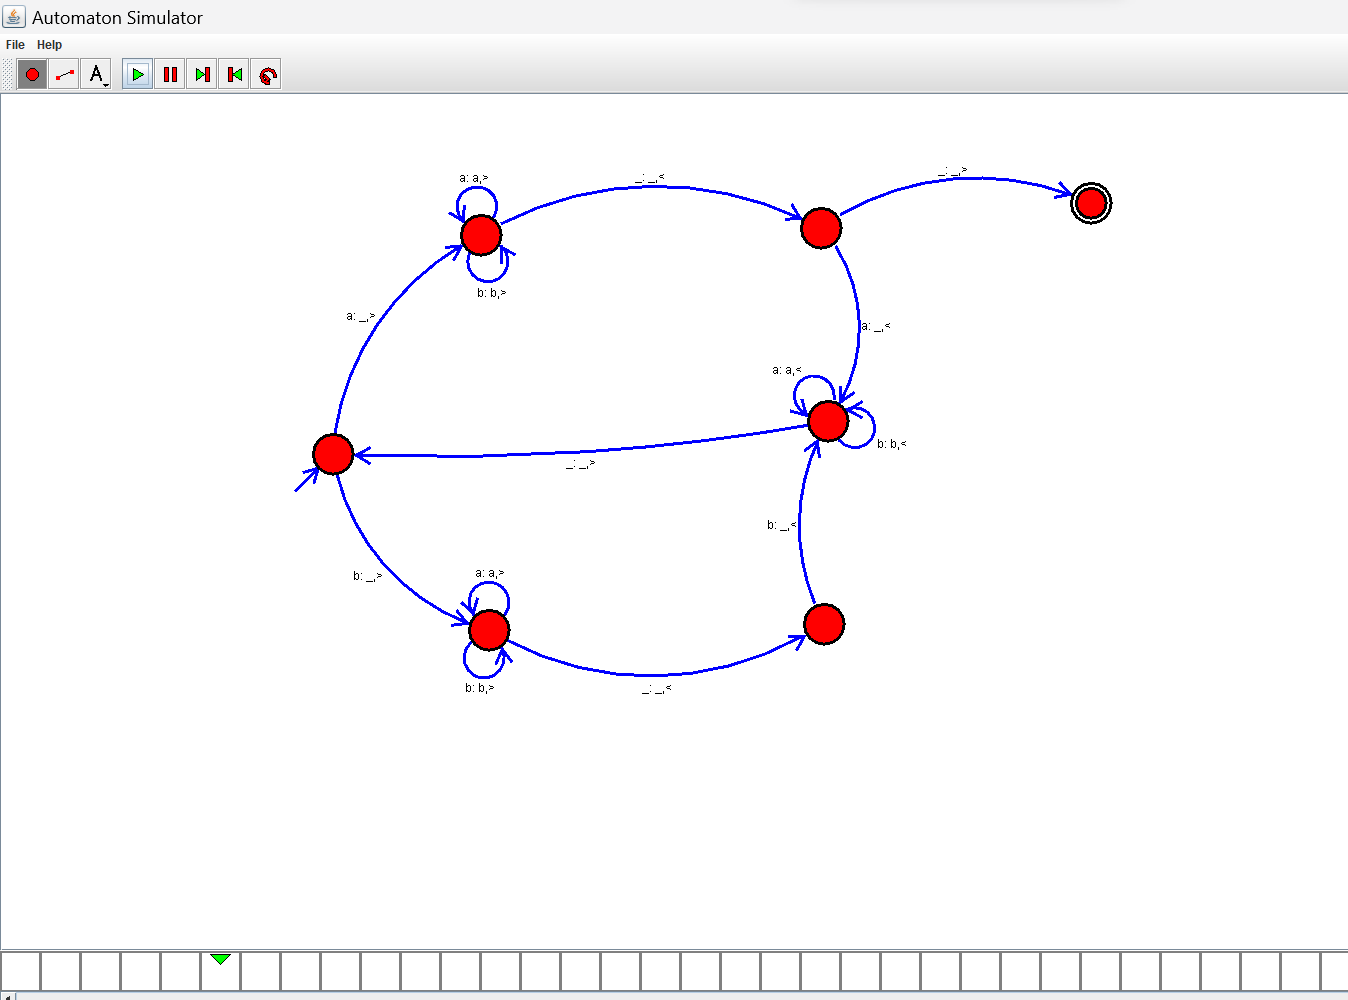 Automaton Simulator
File Help
A
_: _,>
a: a,> _: _,<
b: b,>
a: _,>
a: _,<
a: a,<
b: b,<
_: _,>
b: _,<
a: a,>
b: _,>
b: b,> _: _,<